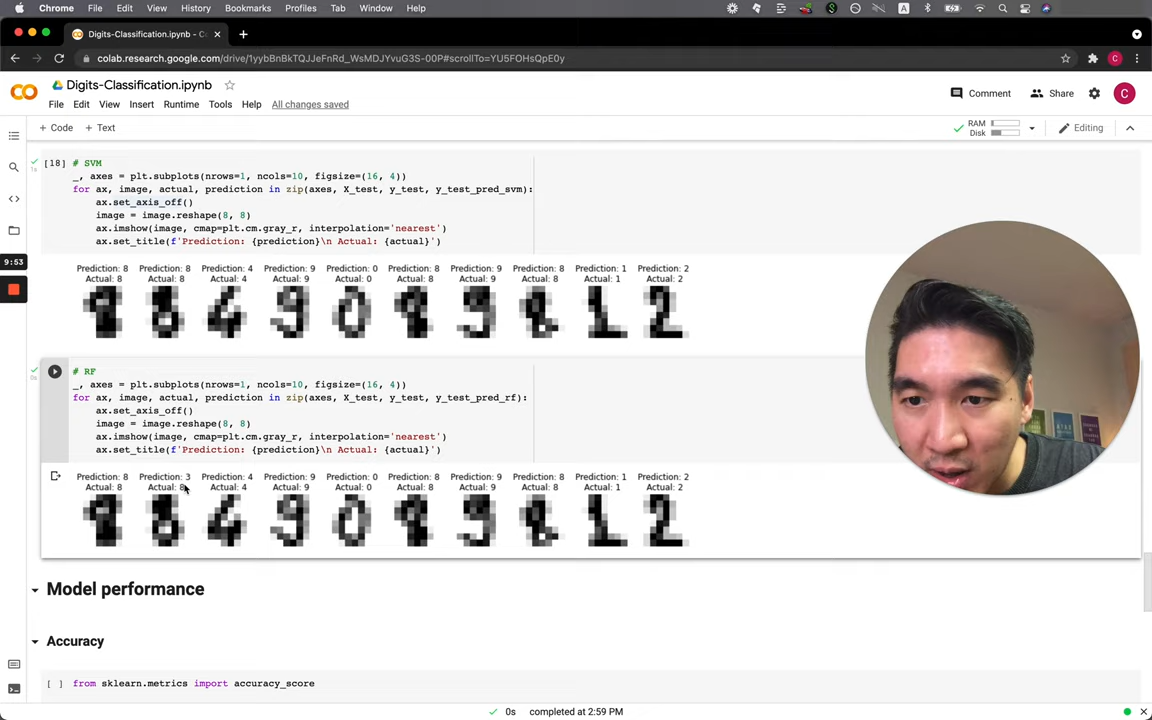 Chrome File Edit View History Bookmarks Profiles Tab Window Help
Digits-Classification.ipynb - C
colab.research.google.com/drive/1yybBnBkTQJJeFnRd_WsMDJYvuG3S-00P#scrollTo=YU5FOHsQpE0y
Digits-Classification.ipynb
File Edit View Insert Runtime Tools Help All changes saved
Comment Share C
+ Code + Text
RAM
Disk
Editing
[18] # SVM
1s
_, axes = plt.subplots(nrows=1, ncols=10, figsize=(16, 4))
for ax, image, actual, prediction in zip(axes, X_test, y_test, y_test_pred_svm):
ax.set_axis_off()
image = image.reshape(8, 8)
ax.imshow(image, cmap=plt.cm.gray_r, interpolation='nearest')
ax.set_title(f'Prediction: {prediction}\n Actual: {actual}')
9:53
Prediction: 8 Prediction: 8 Prediction: 4 Prediction: 9 Prediction: 0 Prediction: 8 Prediction: 9 Prediction: 8 Prediction: 1 Prediction: 2
Actual: 8 Actual: 8 Actual: 4 Actual: 9 Actual: 0 Actual: 8 Actual: 9 Actual: 8 Actual: 1 Actual: 2
# RF
0s
_, axes = plt.subplots(nrows=1, ncols=10, figsize=(16, 4))
for ax, image, actual, prediction in zip(axes, X_test, y_test, y_test_pred_rf):
ax.set_axis_off()
image = image.reshape(8, 8)
ax.imshow(image, cmap=plt.cm.gray_r, interpolation='nearest')
ax.set_title(f'Prediction: {prediction}\n Actual: {actual}')
Prediction: 8 Prediction: 3 Prediction: 4 Prediction: 9 Prediction: 0 Prediction: 8 Prediction: 9 Prediction: 8 Prediction: 1 Prediction: 2
Actual: 8 Actual: 8 Actual: 4 Actual: 9 Actual: 0 Actual: 8 Actual: 9 Actual: 8 Actual: 1 Actual: 2
Model performance
Accuracy
[ ] from sklearn.metrics import accuracy_score
0s completed at 2:59 PM